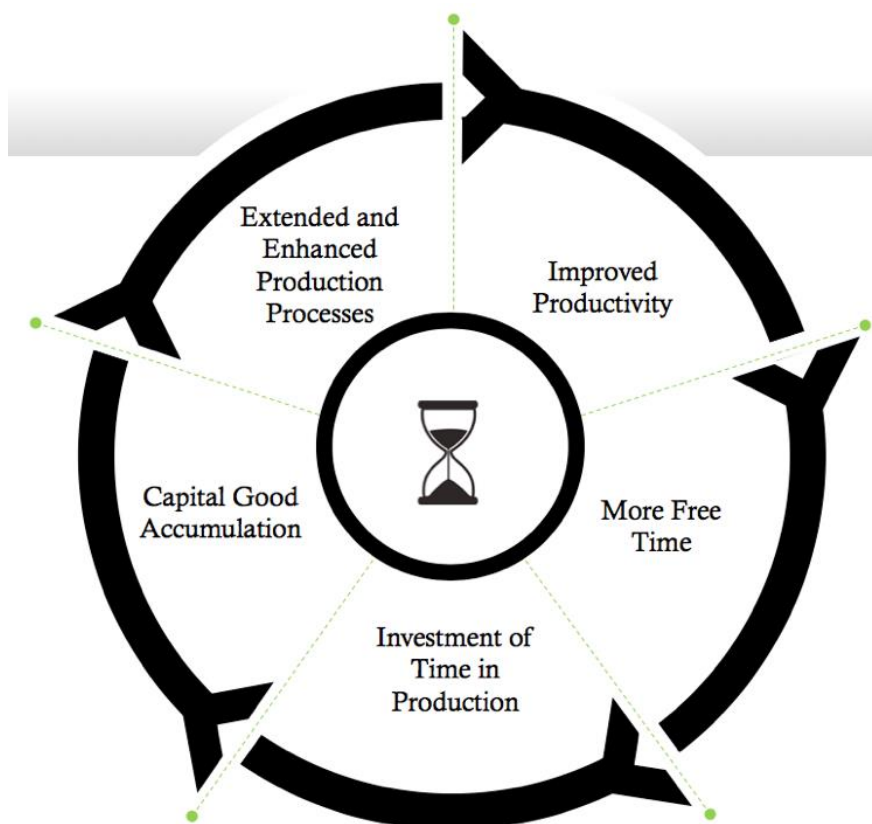 Extended and
Enhanced
Production
Processes
Improved
Productivity
More Free
Time
Investment of
Time in
Production
Capital Good
Accumulation